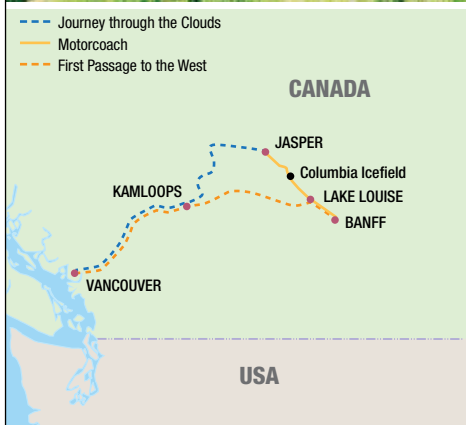 Journey through the Clouds
Motorcoach
First Passage to the West
CANADA
JASPER
Columbia Icefield
KAMLOOPS
LAKE LOUISE
BANFF
VANCOUVER
USA